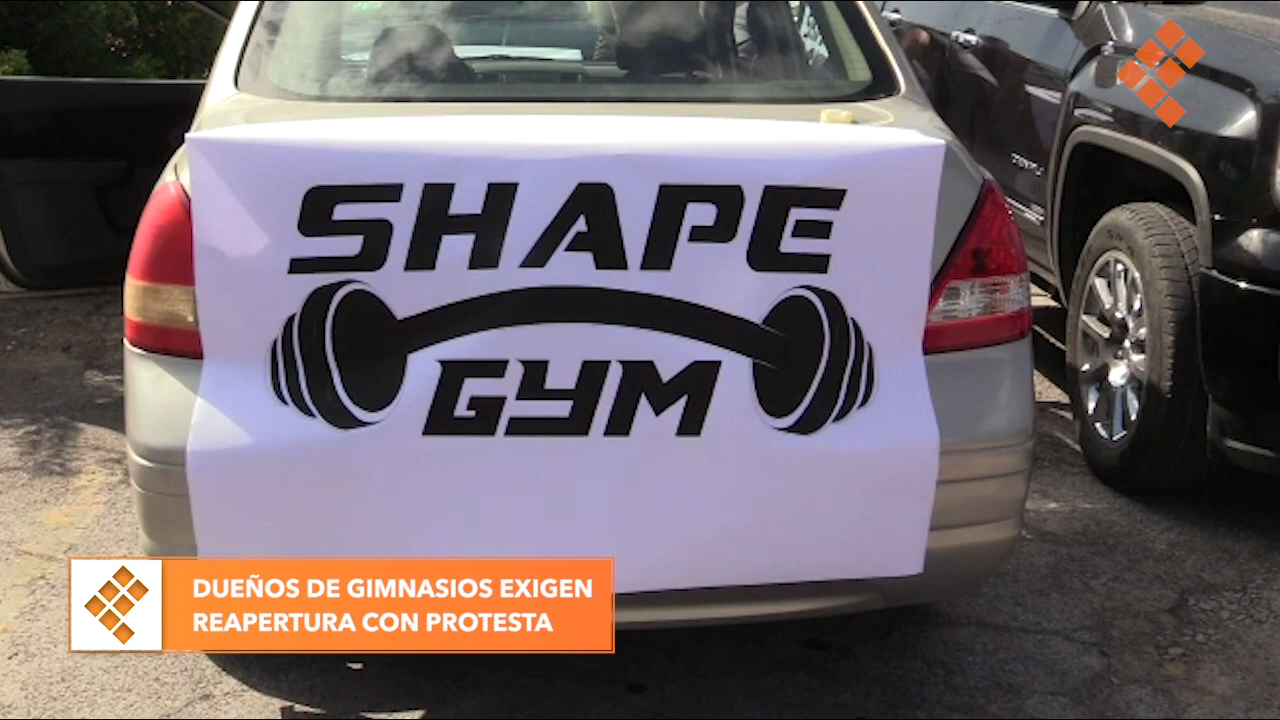 SHAPE
GYM
DUEÑOS DE GIMNASIOS EXIGEN
REAPERTURA CON PROTESTA